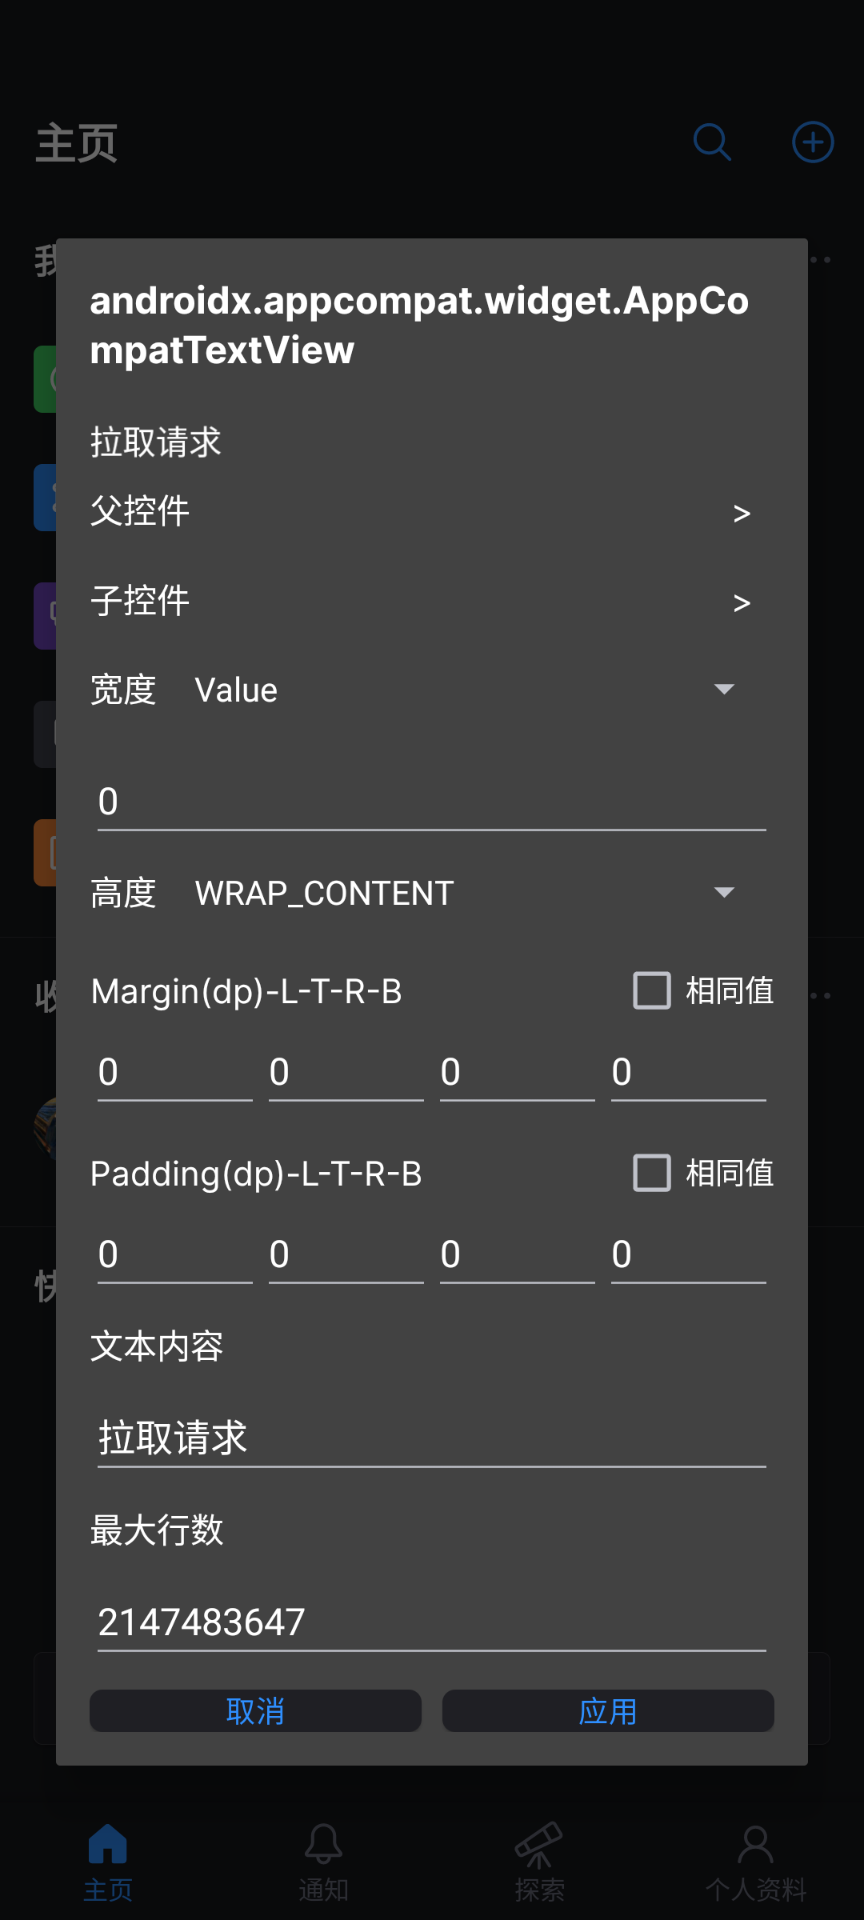 主页
androidx.appcompat.widget.AppCo
mpatTextView
拉取请求
父控件 >
子控件 >
宽度 Value
0
高度 WRAP_CONTENT
Margin(dp)-L-T-R-B 相同值
0 0 0 0
Padding(dp)-L-T-R-B 相同值
0 0 0 0
文本内容
拉取请求
最大行数
2147483647
取消 应用
主页 通知 探索 个人资料